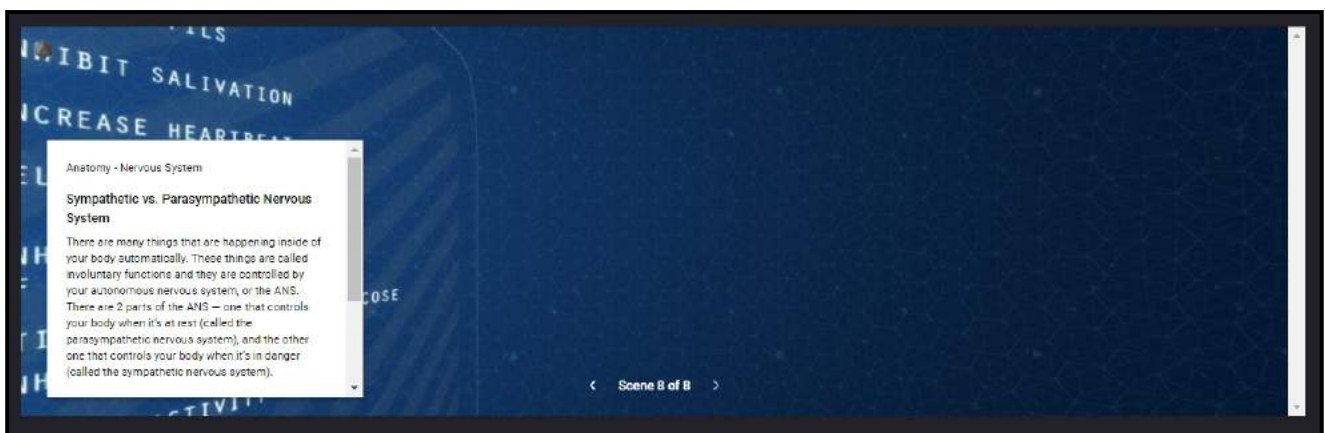 PILS
IBIT SALIVATION
CREASE HEARTBEAT
Anatomy - Nervous System
Sympathetic vs. Parasympathetic Nervous
System
There are many things that are happening inside of
your body automatically. These things are called
involuntary functions and they are controlled by
your autonomous nervous system, or the ANS.
There are 2 parts of the ANS — one that controls
your body when it's at rest (called the
parasympathetic nervous system), and the other
one that controls your body when it's in danger
(called the sympathetic nervous system).
COSE
Scene 8 of 8